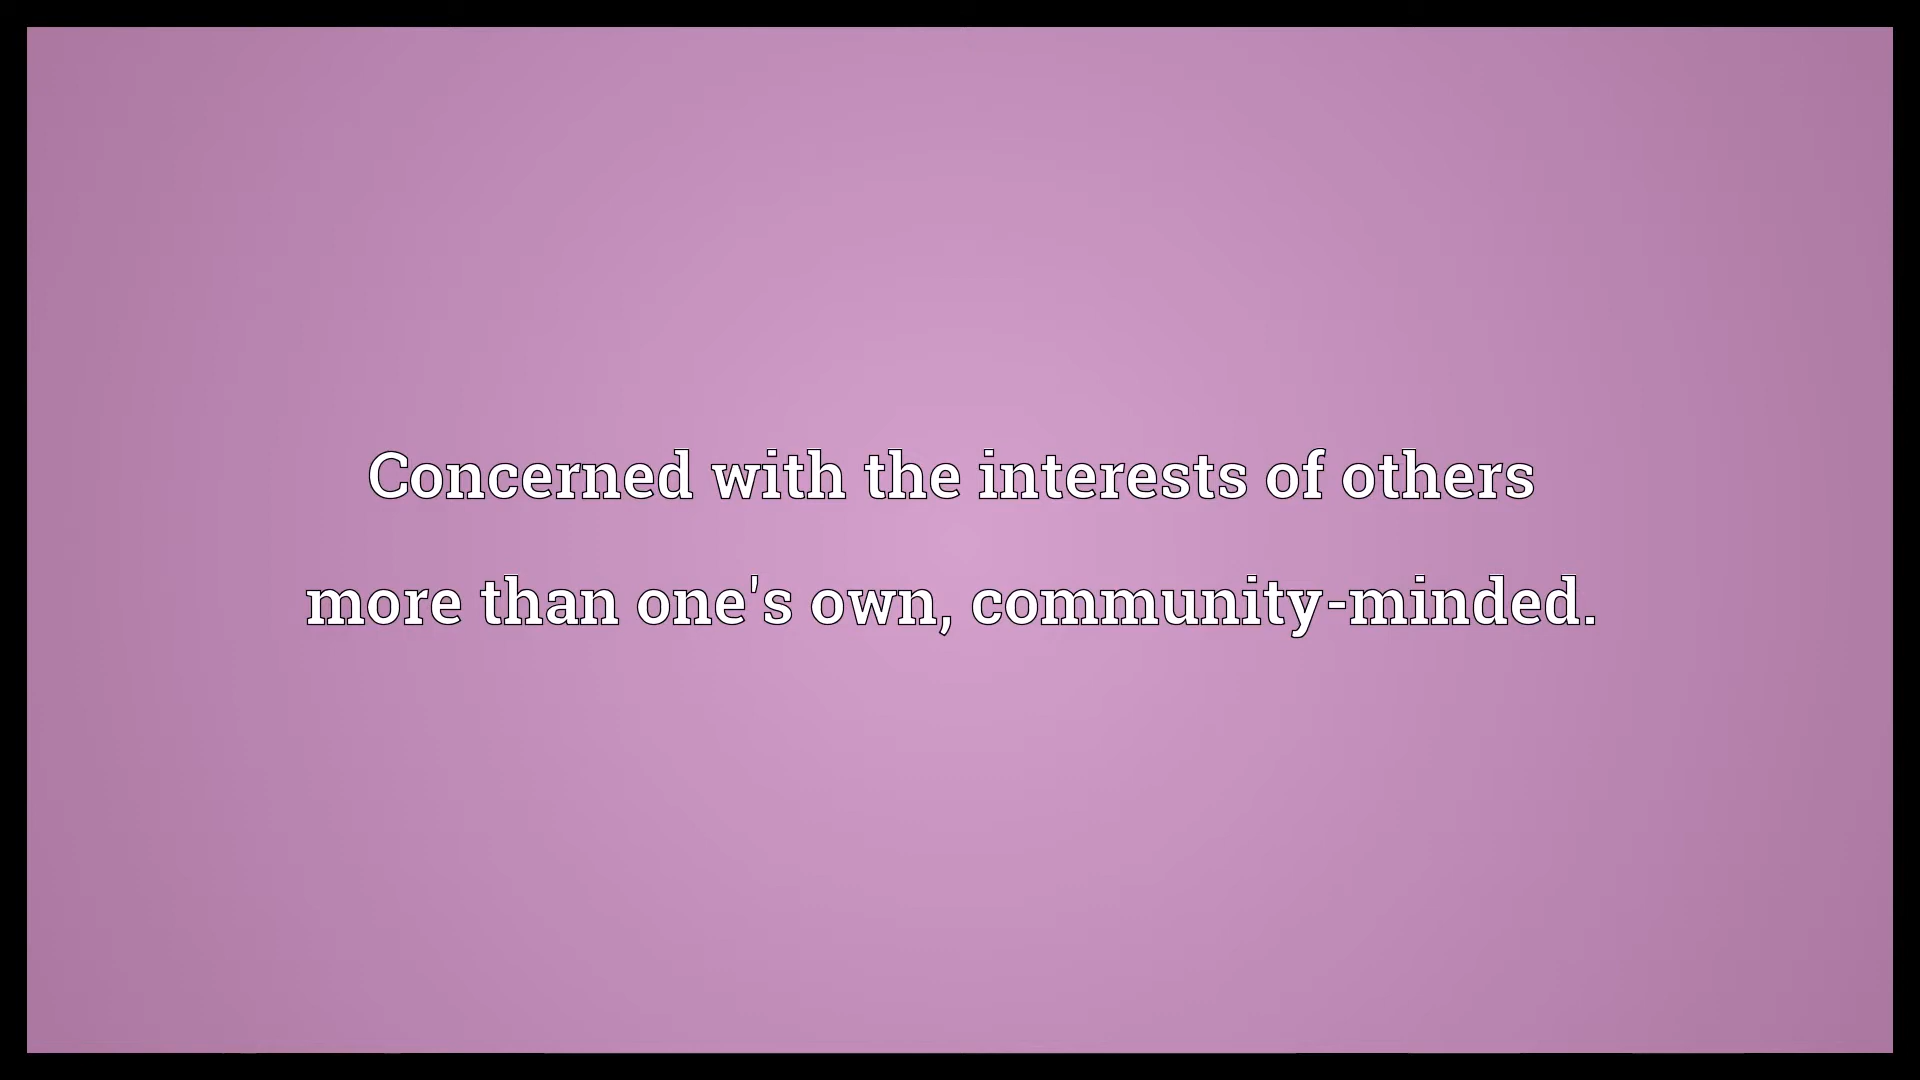 Concerned with the interests of others
more than one's own, community-minded.